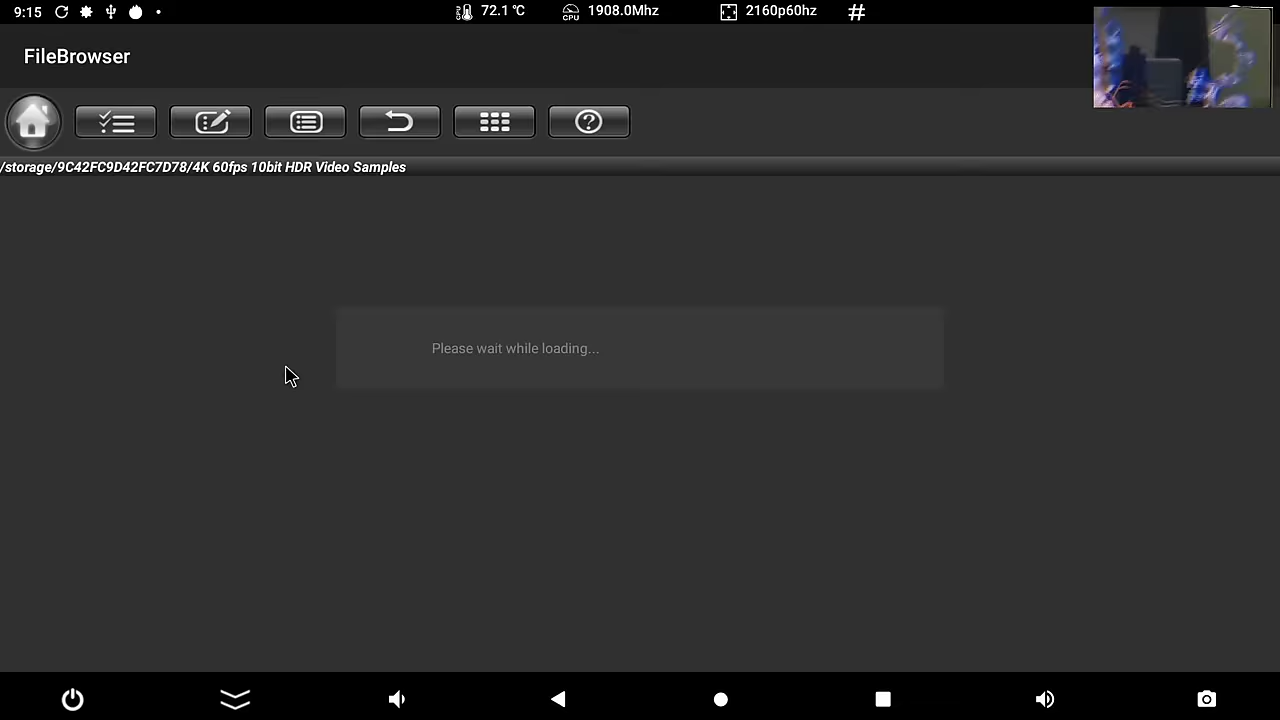 9:15 72.1℃ CPU 1908.0Mhz 2160p60hz #
FileBrowser
/storage/9C42FC9D42FC7D78/4K 60fps 10bit HDR Video Samples
Please wait while loading...